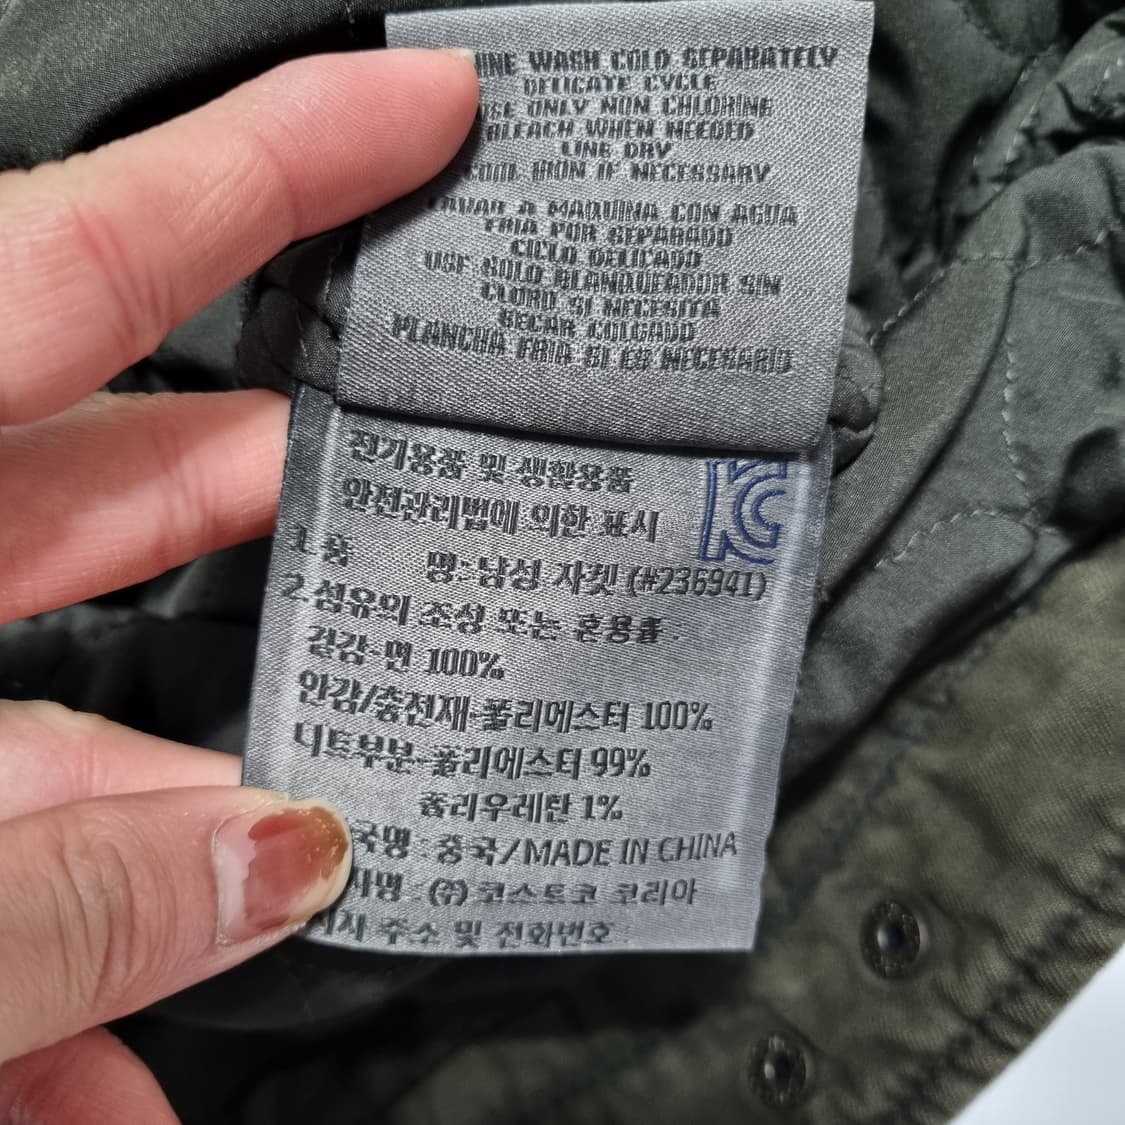 INE WASH COLD SEPARATELY
DELICATE CYCLE
SE ONLY NON CHLORINE
BLEACH WHEN NEEDED
LINE DRY
COOL IRON IF NECESSARY
LAVAR A MAQUINA CON AGUA
FRIA POR SEPARADO
CICLO DELICADO
USE SOLO BLANQUEADOR SIN
CLORO SI NECESITA
SECAR COLGADO
PLANCHA FRIA SI ES NECESARIO
전기용품 및 생활용품
안전관리법에 의한 표시
KC
1. 품 명:남성 자켓 (#236941)
2.섬유의 조성 또는 혼용율.
겉감-면 100%
안감/충전재-폴리에스터 100%
니트부분-폴리에스터 99%
폴리우레탄 1%
국명 : 중국/MADE IN CHINA
자명 : (주) 코스트코 코리아
주소 및 전화번호